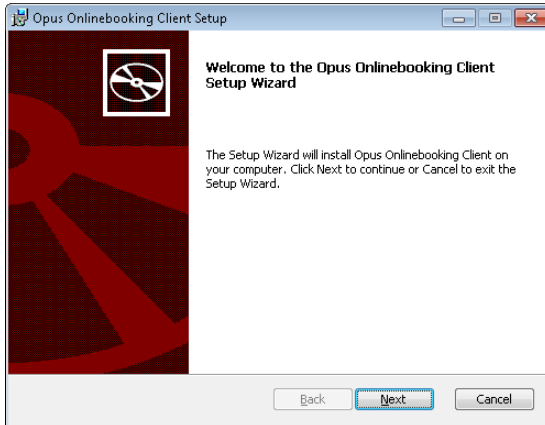 Opus Onlinebooking Client Setup
Welcome to the Opus Onlinebooking Client
Setup Wizard
The Setup Wizard will install Opus Onlinebooking Client on
your computer. Click Next to continue or Cancel to exit the
Setup Wizard.
Back Next Cancel